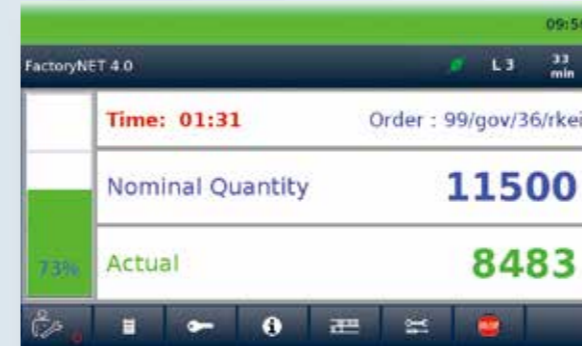 09:5
FactoryNET 4.0 L 3 33 min
Time: 01:31 Order : 99/gov/36/rkei
Nominal Quantity 11500
73% Actual 8483
0